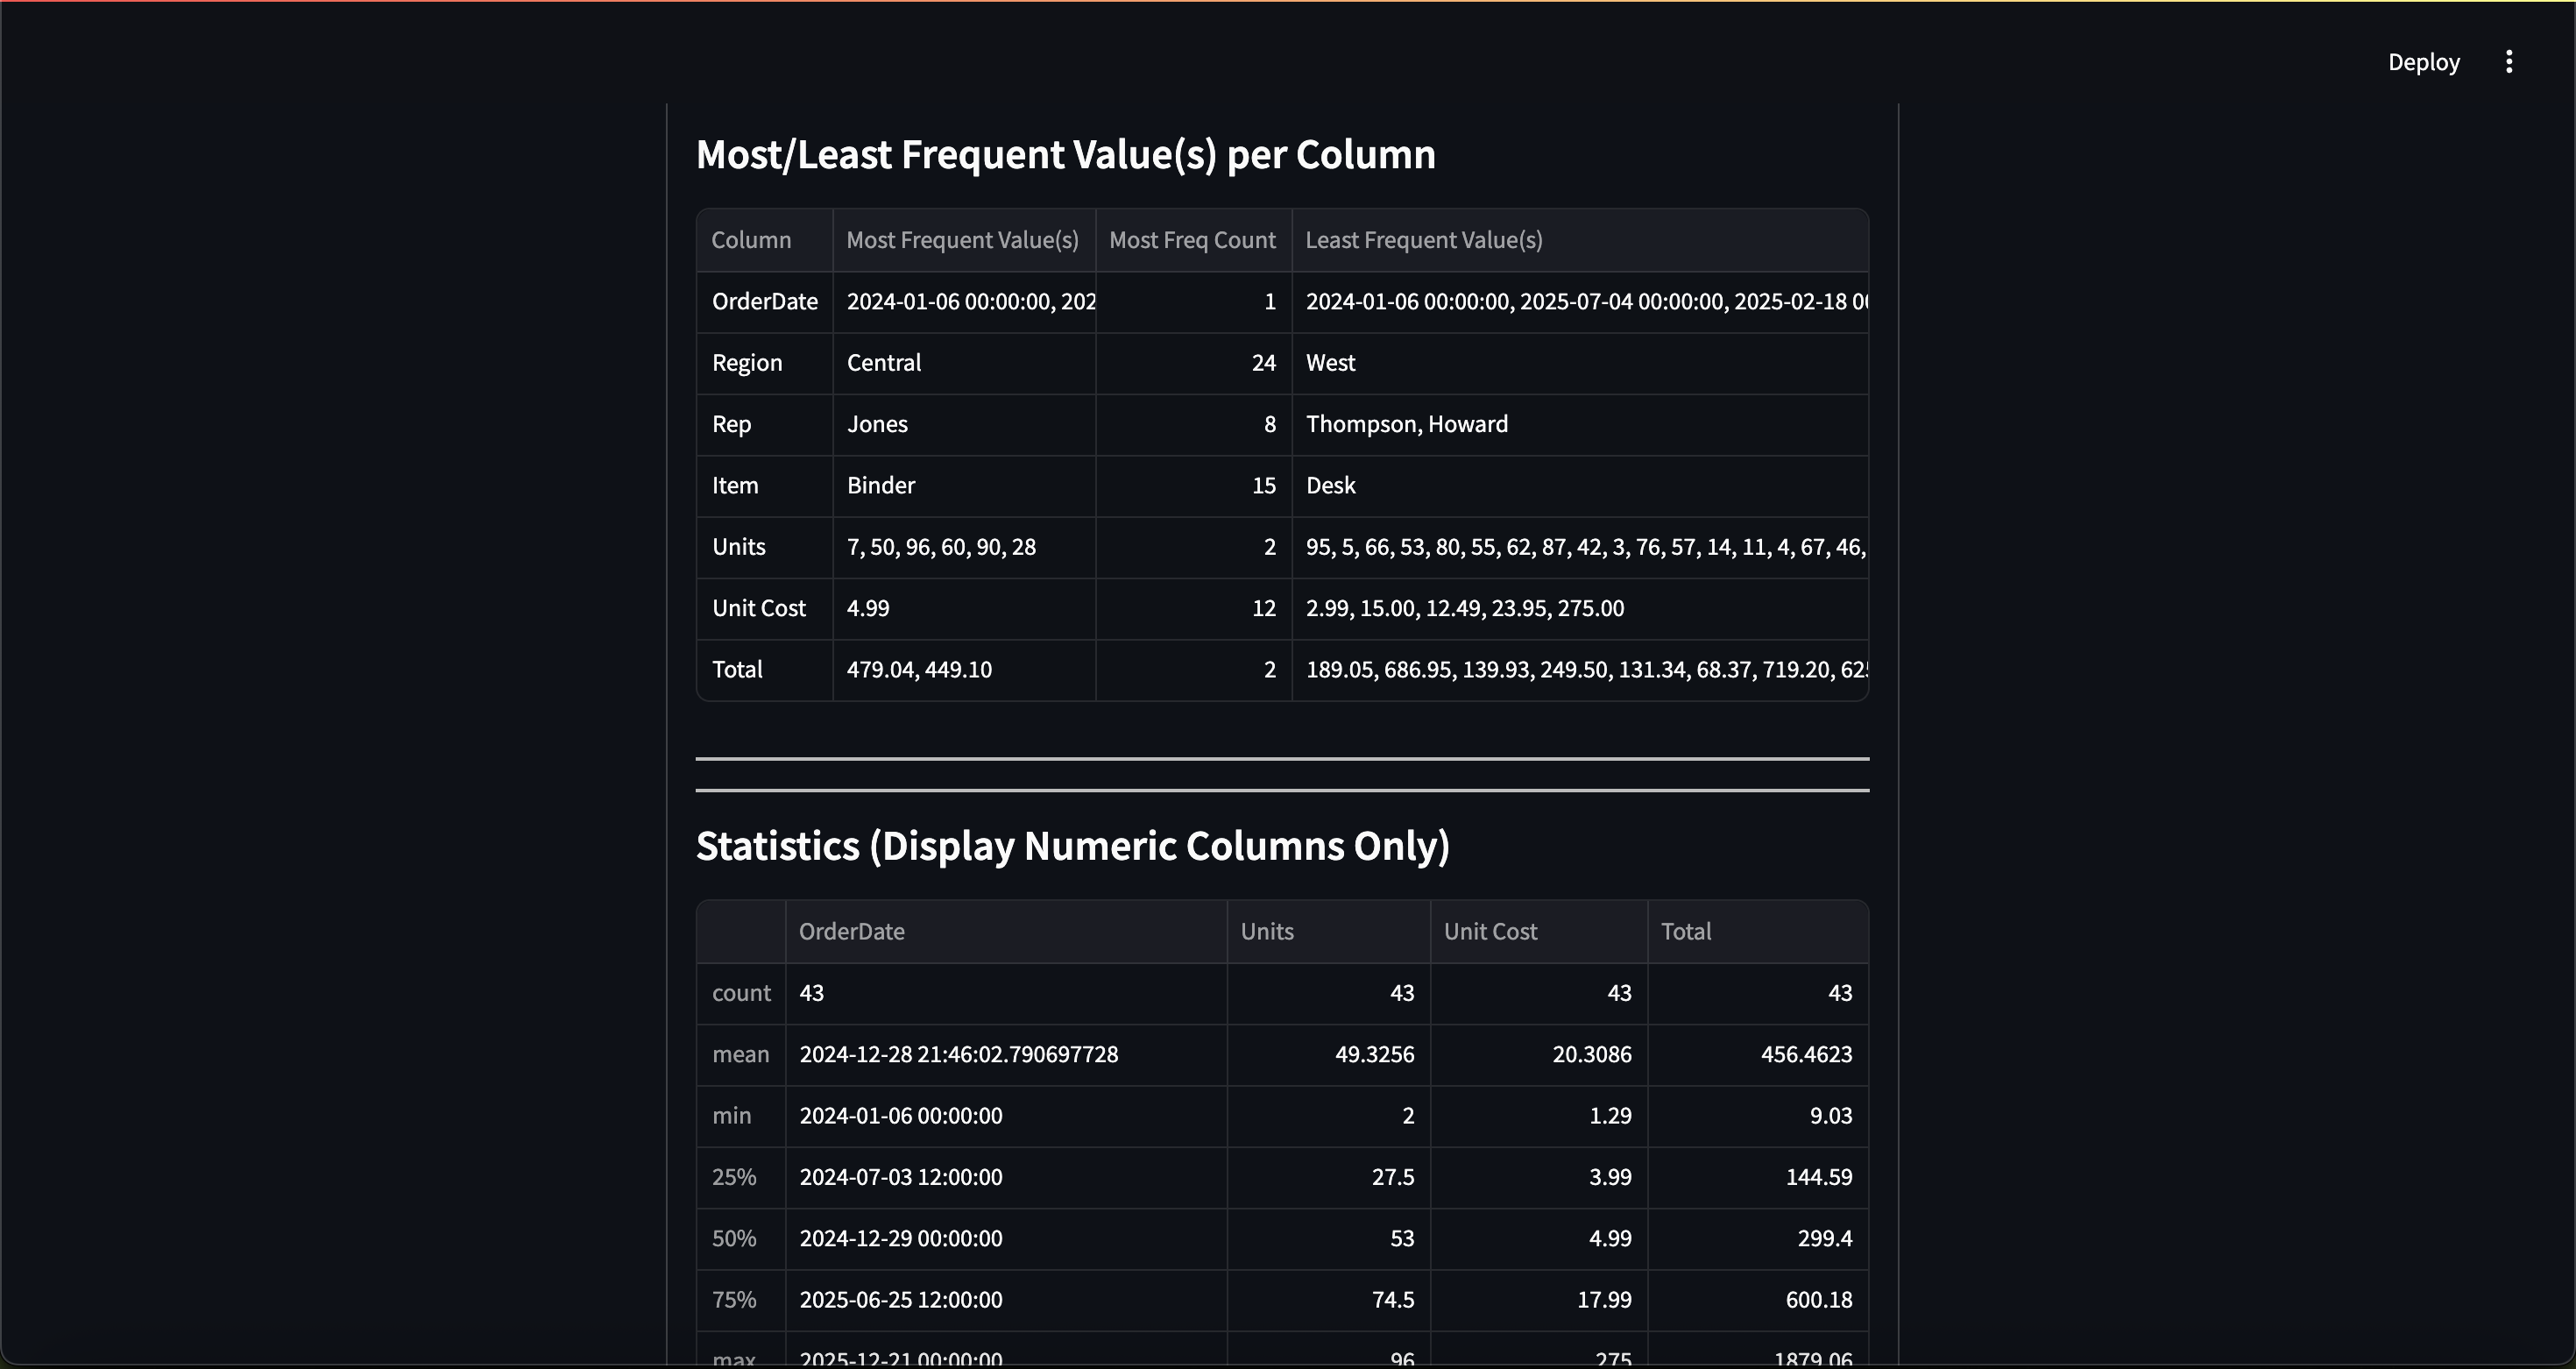 Deploy
Most/Least Frequent Value(s) per Column
Column Most Frequent Value(s) Most Freq Count Least Frequent Value(s)
OrderDate 2024-01-06 00:00:00, 202 1 2024-01-06 00:00:00, 2025-07-04 00:00:00, 2025-02-18 0
Region Central 24 West
Rep Jones 8 Thompson, Howard
Item Binder 15 Desk
Units 7, 50, 96, 60, 90, 28 2 95, 5, 66, 53, 80, 55, 62, 87, 42, 3, 76, 57, 14, 11, 4, 67, 46,
Unit Cost 4.99 12 2.99, 15.00, 12.49, 23.95, 275.00
Total 479.04, 449.10 2 189.05, 686.95, 139.93, 249.50, 131.34, 68.37, 719.20, 62
Statistics (Display Numeric Columns Only)
OrderDate Units Unit Cost Total
count 43 43 43 43
mean 2024-12-28 21:46:02.790697728 49.3256 20.3086 456.4623
min 2024-01-06 00:00:00 2 1.29 9.03
25% 2024-07-03 12:00:00 27.5 3.99 144.59
50% 2024-12-29 00:00:00 53 4.99 299.4
75% 2025-06-25 12:00:00 74.5 17.99 600.18
max 2025-12-21 00:00:00 96 275 1879.06